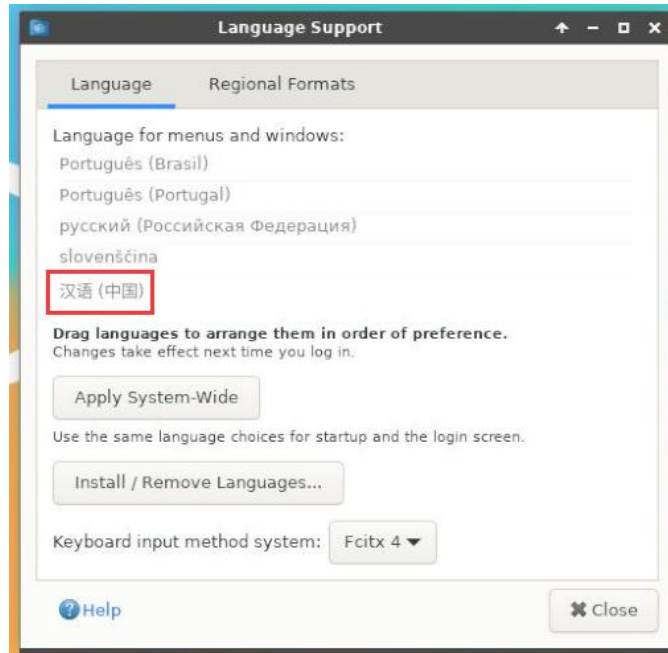 Language Support
Language Regional Formats
Language for menus and windows:
Português (Brasil)
Português (Portugal)
русский (Российская Федерация)
slovenščina
汉语 (中国)
Drag languages to arrange them in order of preference.
Changes take effect next time you log in.
Apply System-Wide
Use the same language choices for startup and the login screen.
Install / Remove Languages...
Keyboard input method system: Fcitx 4
Help Close